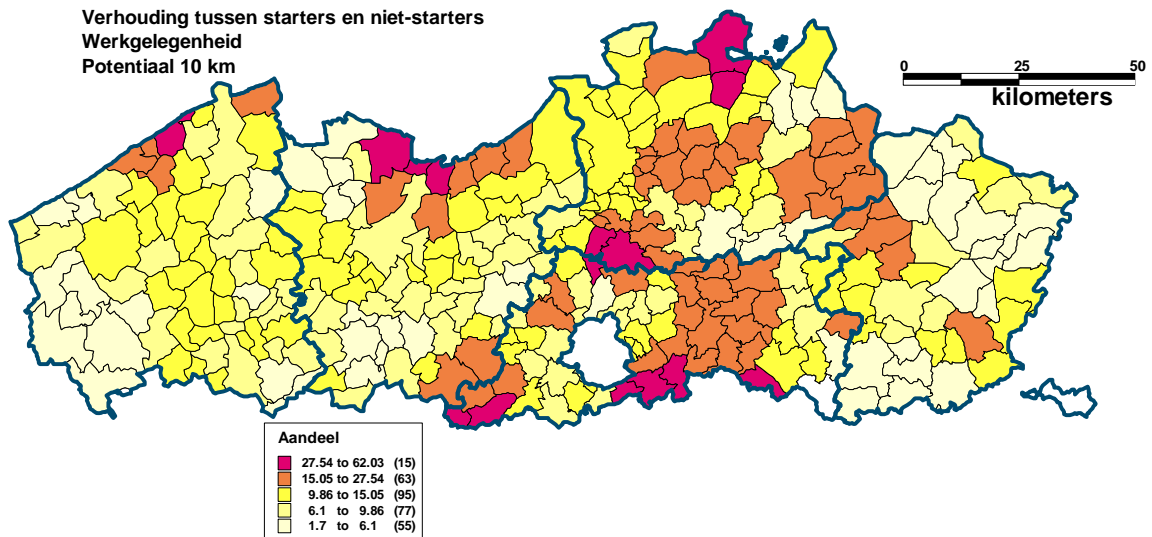 Verhouding tussen starters en niet-starters
Werkgelegenheid
Potentiaal 10 km
0 25 50
kilometers
Aandeel
27.54 to 62.03 (15)
15.05 to 27.54 (63)
9.86 to 15.05 (95)
6.1 to 9.86 (77)
1.7 to 6.1 (55)